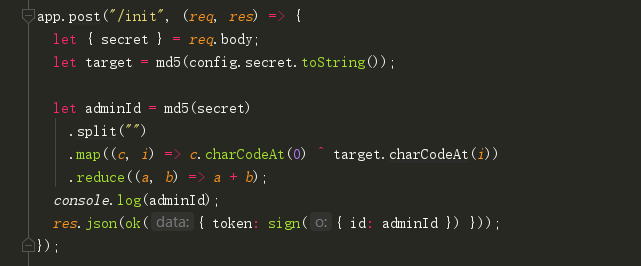 app.post("/init", (req, res) => {
  let { secret } = req.body;
  let target = md5(config.secret.toString());

  let adminId = md5(secret)
    .split("")
    .map((c, i) => c.charCodeAt(0) ^ target.charCodeAt(i))
    .reduce((a, b) => a + b);
  console.log(adminId);
  res.json(ok( data: { token: sign( o: { id: adminId }) }));
});